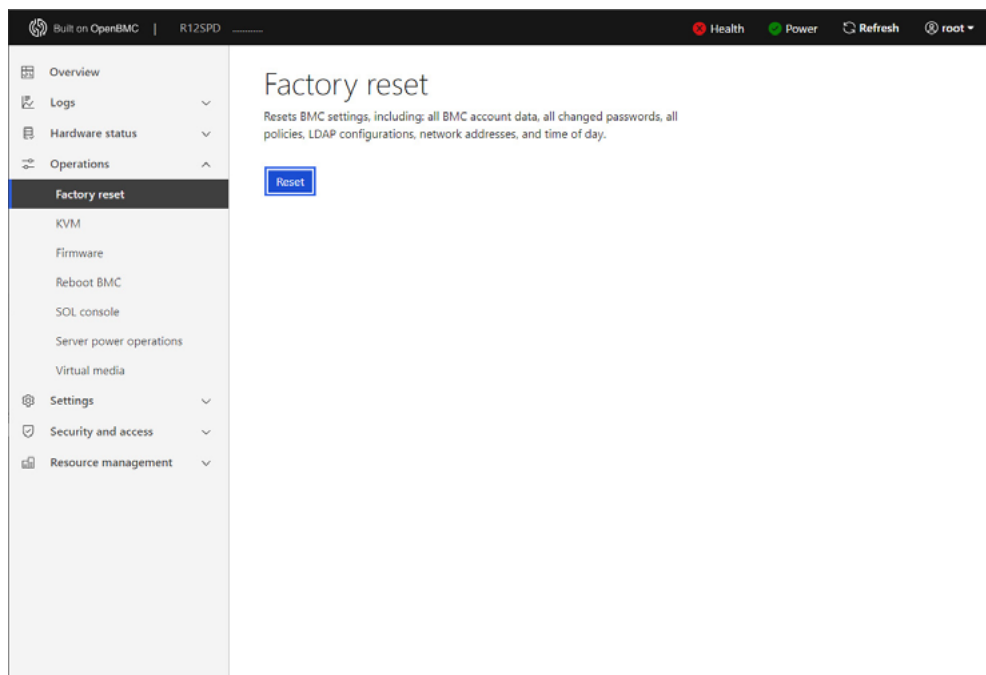 Built on OpenBMC | R12SPD
Health Power Refresh root
Overview
Logs
Hardware status
Operations
Factory reset
KVM
Firmware
Reboot BMC
SOL console
Server power operations
Virtual media
Settings
Security and access
Resource management
Factory reset
Resets BMC settings, including: all BMC account data, all changed passwords, all
policies, LDAP configurations, network addresses, and time of day.
Reset